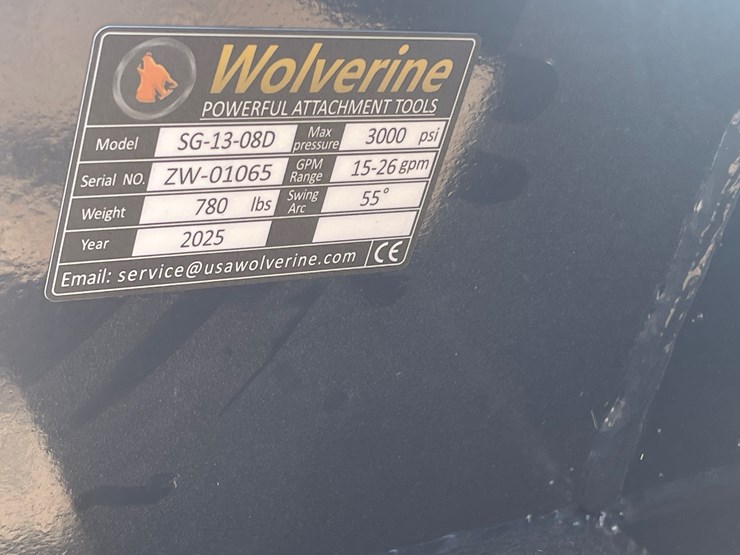 Wolverine
POWERFUL ATTACHMENT TOOLS
Model SG-13-08D Max pressure 3000 psi
Serial NO. ZW-01065 GPM Range 15-26 gpm
Weight 780 lbs Swing Arc 55°
Year 2025
Email: service@usawolverine.com CE